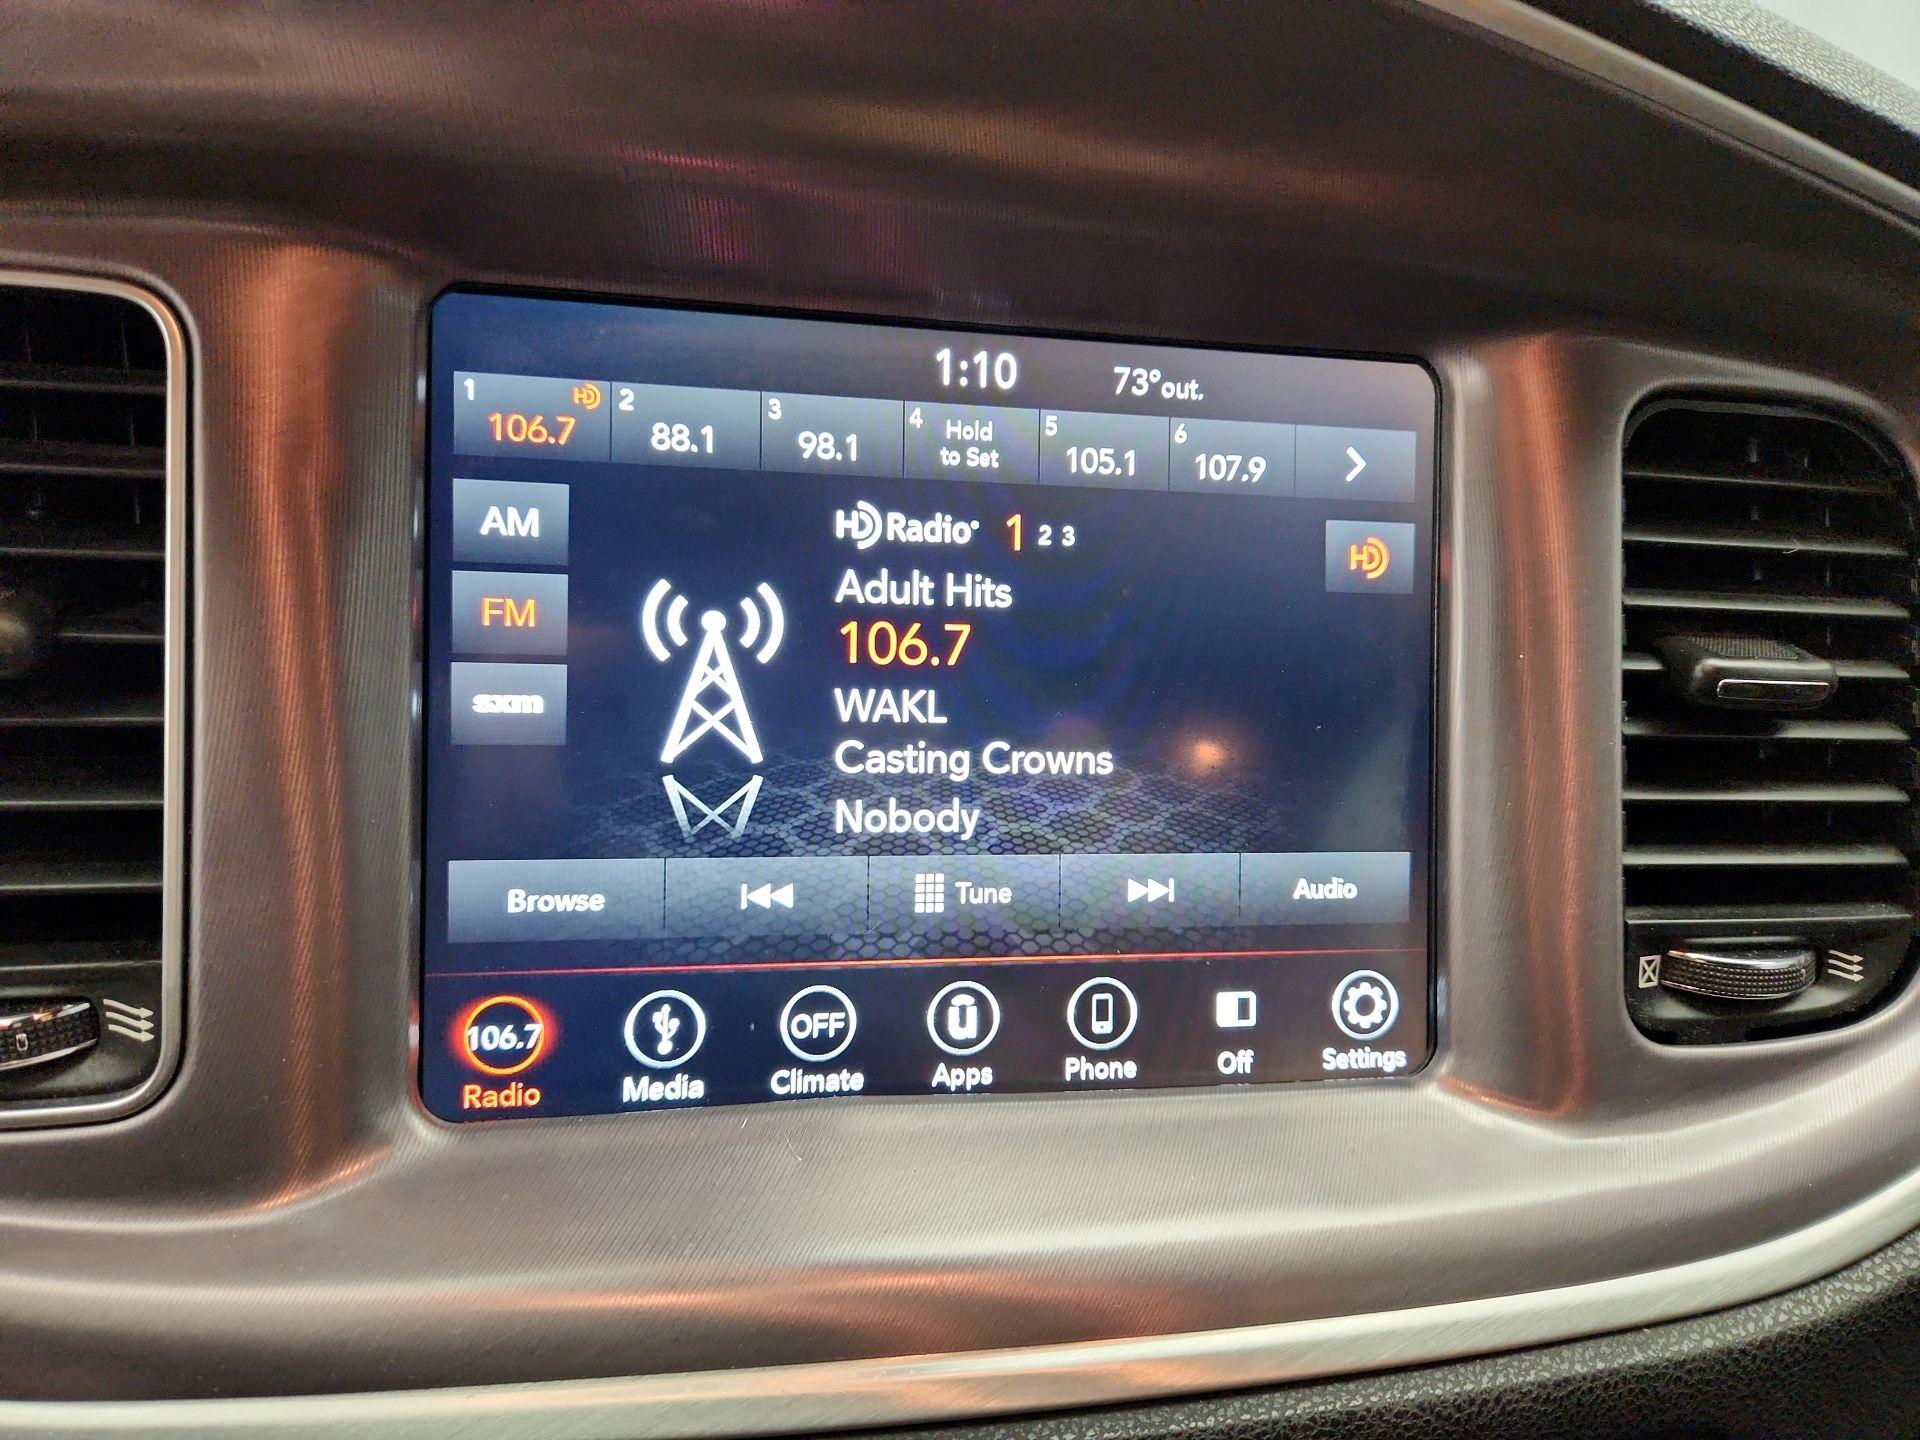 1:10 73°out.
1 HD 106.7
2 88.1
3 98.1
4 Hold
to Set
5 105.1
6 107.9
AM
FM
sxm
HD Radio 1 2 3
HD
Adult Hits
106.7
WAKL
Casting Crowns
Nobody
Browse Tune Audio
106.7 OFF
Radio Media Climate Apps Phone Off Settings